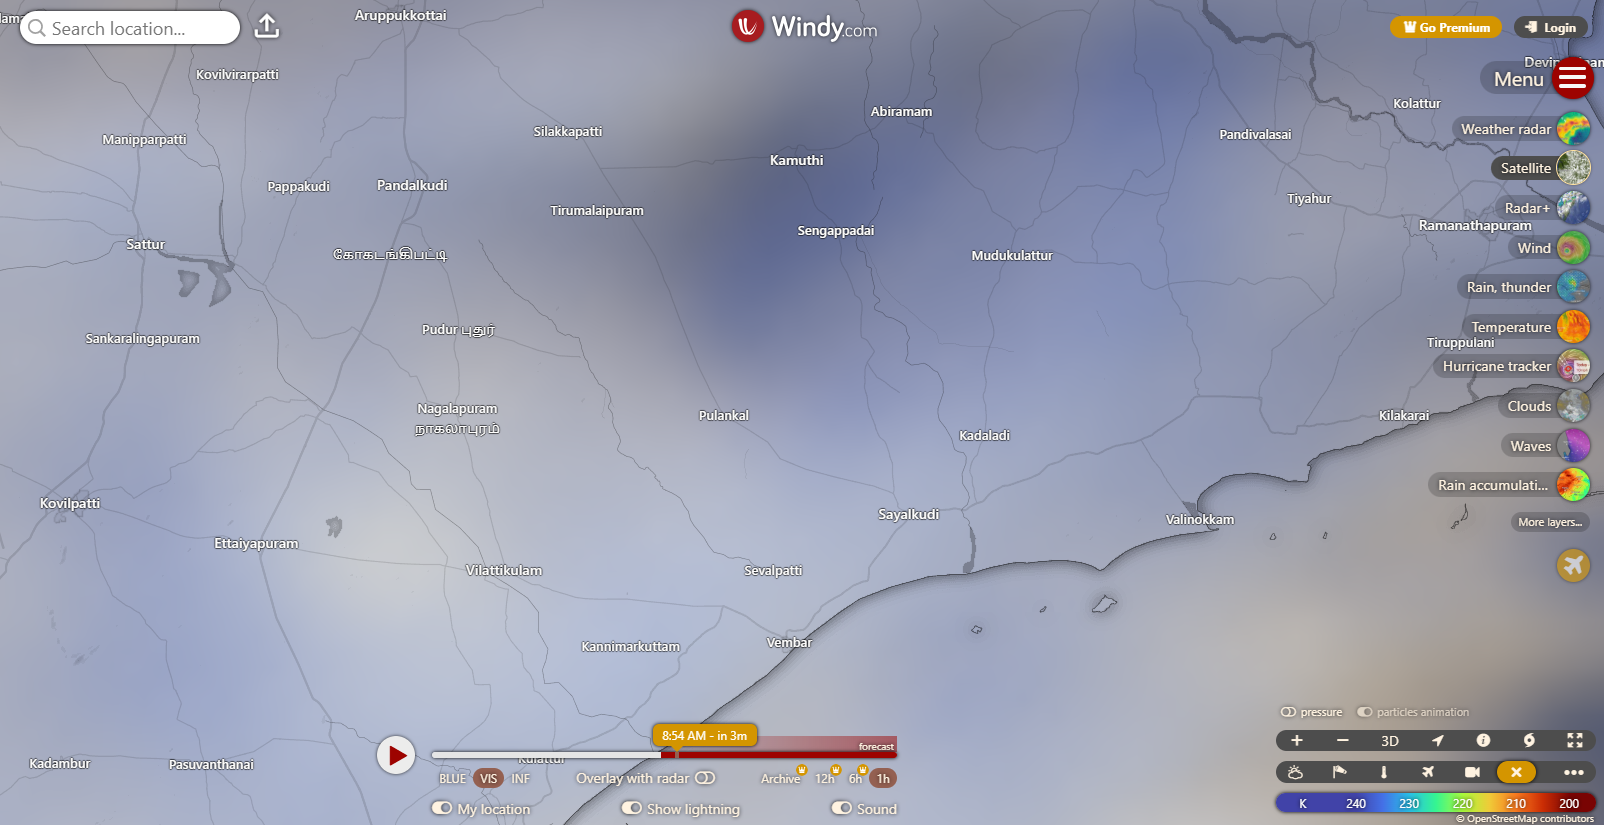 Search location...
Aruppukkottai
Windy.com
Go Premium
Login
Kovilvirarpatti
Menu
Kolattur
Abiramam
Weather radar
Silakkapatti
Pandivalasai
Manipparpatti
Kamuthi
Satellite
Pappakudi
Pandalkudi
Tiyahur
Radar+
Tirumalaipuram
Ramanathapuram
Sengappadai
Sattur
Wind
கோகடங்கிபட்டி
Mudukulattur
Rain, thunder
Temperature
Pudur புதுர்
Sankaralingapuram
Tiruppulani
Hurricane tracker
Clouds
Nagalapuram
நாகலாபுரம்
Pulankal
Kilakarai
Kadaladi
Waves
Rain accumulati...
Kovilpatti
Sayalkudi
Valinokkam
More layers...
Ettaiyapuram
Vilattikulam
Sevalpatti
Vembar
Kannimarkuttam
pressure
particles animation
8:54 AM - in 3m
forecast
3D
Kulattur
Kadambur
Pasuvanthanai
BLUE VIS INF
Overlay with radar
Archive 12h 6h 1h
My location
Show lightning
Sound
K 240 230 220 210 200
© OpenStreetMap contributors